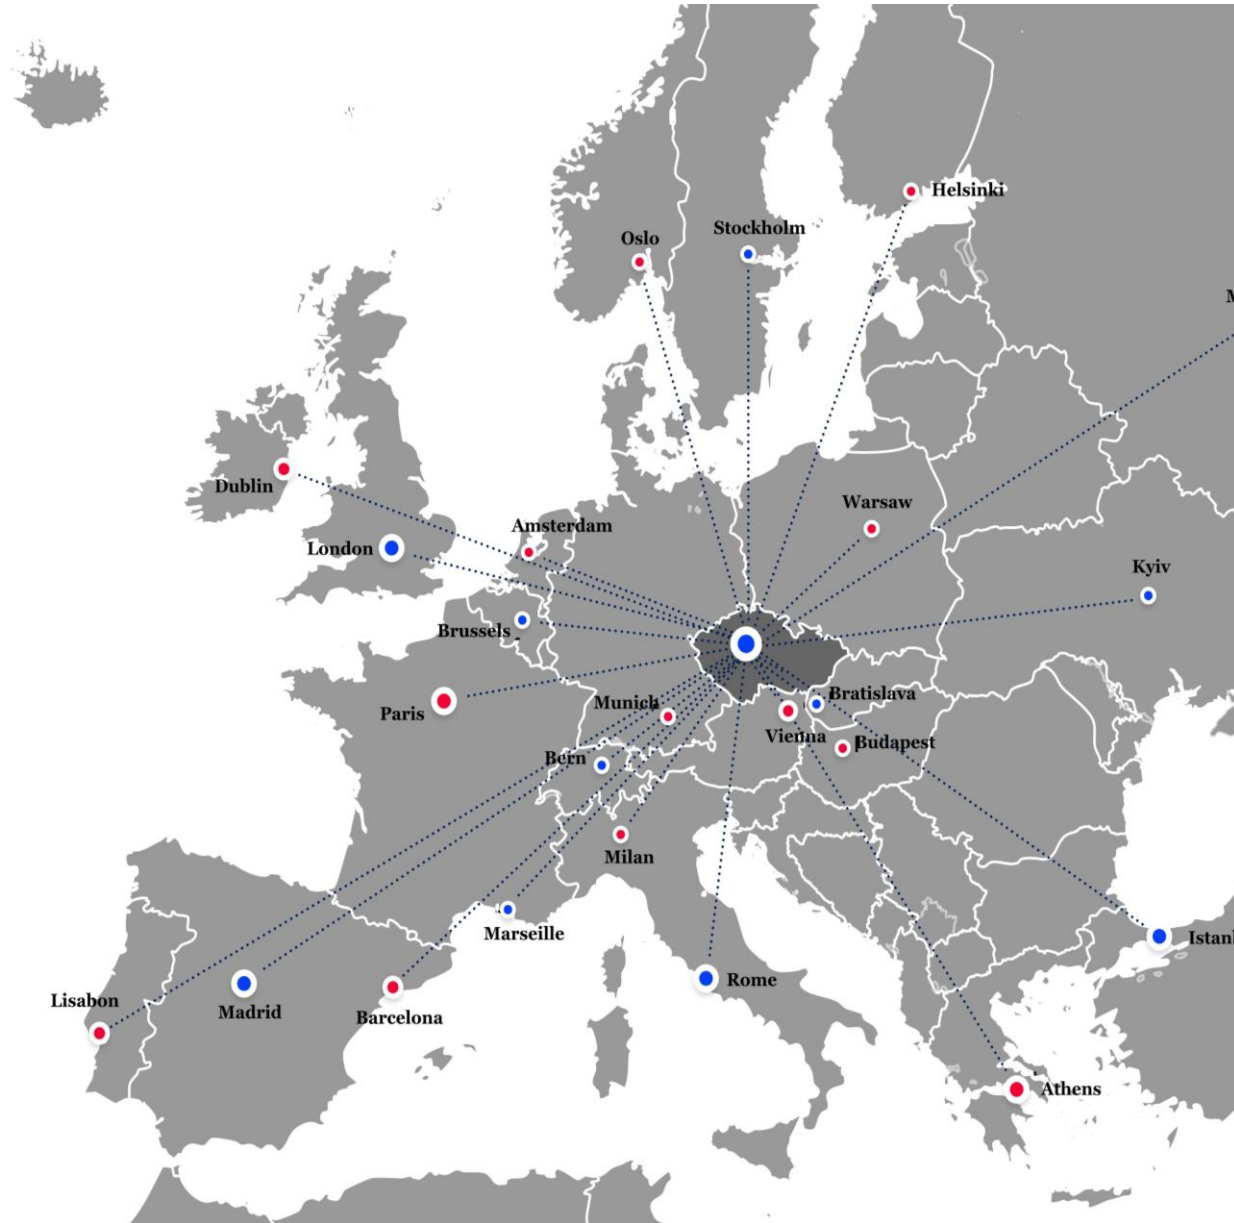 Helsinki
Stockholm
Oslo
M
Dublin
Warsaw
Amsterdam
London
Kyiv
Brussels
Munich
Bratislava
Paris
Vienna
Budapest
Bern
Milan
Marseille
Istanb
Rome
Lisabon
Madrid
Barcelona
Athens